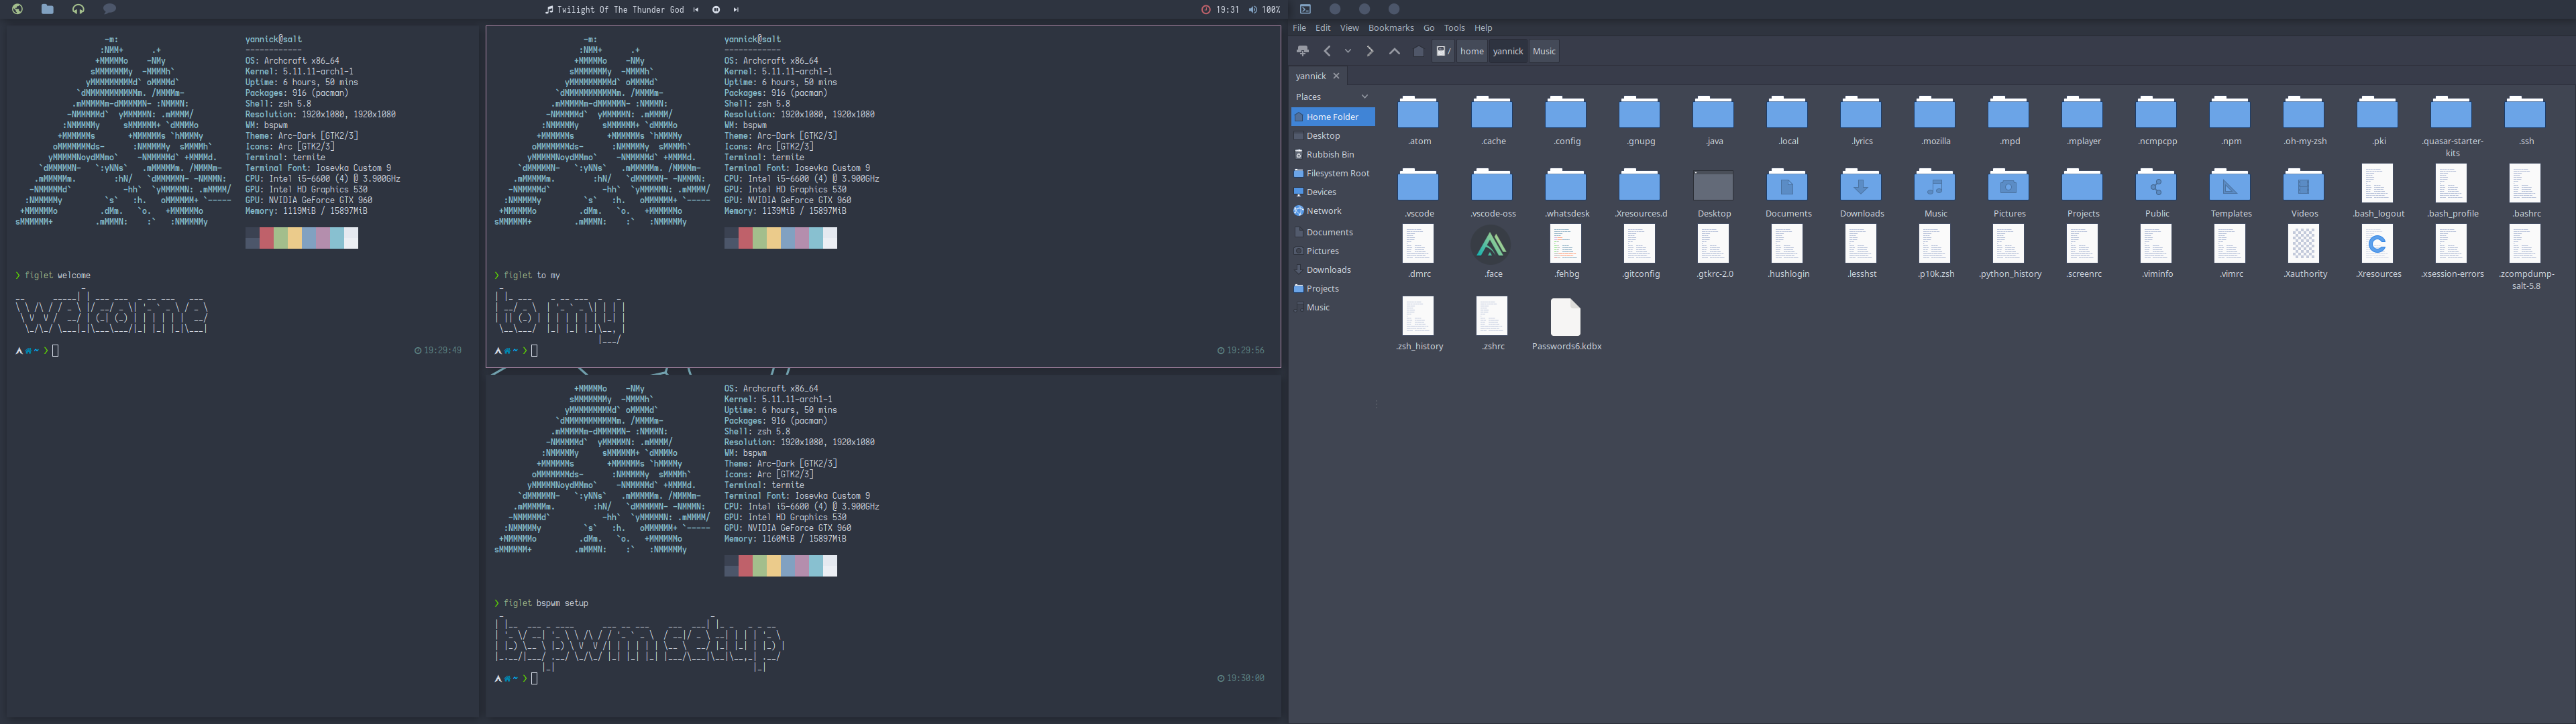 Twilight Of The Thunder God
19:31 100%
yannick@salt
------------
OS: Archcraft x86_64
Kernel: 5.11.11-arch1-1
Uptime: 6 hours, 50 mins
Packages: 916 (pacman)
Shell: zsh 5.8
Resolution: 1920x1080, 1920x1080
WM: bspwm
Theme: Arc-Dark [GTK2/3]
Icons: Arc [GTK2/3]
Terminal: termite
Terminal Font: Iosevka Custom 9
CPU: Intel i5-6600 (4) @ 3.900GHz
GPU: Intel HD Graphics 530
GPU: NVIDIA GeForce GTX 960
Memory: 1119MiB / 15897MiB
❯ figlet welcome
welcome
❯ 19:29:49
yannick@salt
------------
OS: Archcraft x86_64
Kernel: 5.11.11-arch1-1
Uptime: 6 hours, 50 mins
Packages: 916 (pacman)
Shell: zsh 5.8
Resolution: 1920x1080, 1920x1080
WM: bspwm
Theme: Arc-Dark [GTK2/3]
Icons: Arc [GTK2/3]
Terminal: termite
Terminal Font: Iosevka Custom 9
CPU: Intel i5-6600 (4) @ 3.900GHz
GPU: Intel HD Graphics 530
GPU: NVIDIA GeForce GTX 960
Memory: 1139MiB / 15897MiB
❯ figlet to my
to my
❯ 19:29:56
OS: Archcraft x86_64
Kernel: 5.11.11-arch1-1
Uptime: 6 hours, 50 mins
Packages: 916 (pacman)
Shell: zsh 5.8
Resolution: 1920x1080, 1920x1080
WM: bspwm
Theme: Arc-Dark [GTK2/3]
Icons: Arc [GTK2/3]
Terminal: termite
Terminal Font: Iosevka Custom 9
CPU: Intel i5-6600 (4) @ 3.900GHz
GPU: Intel HD Graphics 530
GPU: NVIDIA GeForce GTX 960
Memory: 1160MiB / 15897MiB
❯ figlet bspwm setup
bspwm setup
❯ 19:30:00
File Edit View Bookmarks Go Tools Help
/ home yannick Music
yannick
Places
Home Folder
Desktop
Rubbish Bin
Filesystem Root
Devices
Network
Documents
Pictures
Downloads
Projects
Music
.atom .cache .config .gnupg .java .local .lyrics .mozilla .mpd .mplayer .ncmpcpp .npm .oh-my-zsh .pki .quasar-starter-kits .ssh
.vscode .vscode-oss .whatsdesk .Xresources.d Desktop Documents Downloads Music Pictures Projects Public Templates Videos .bash_logout .bash_profile .bashrc
.dmrc .face .fehbg .gitconfig .gtkrc-2.0 .hushlogin .lesshst .p10k.zsh .python_history .screenrc .viminfo .vimrc .Xauthority .Xresources .xsession-errors .zcompdump-salt-5.8
.zsh_history .zshrc Passwords6.kdbx